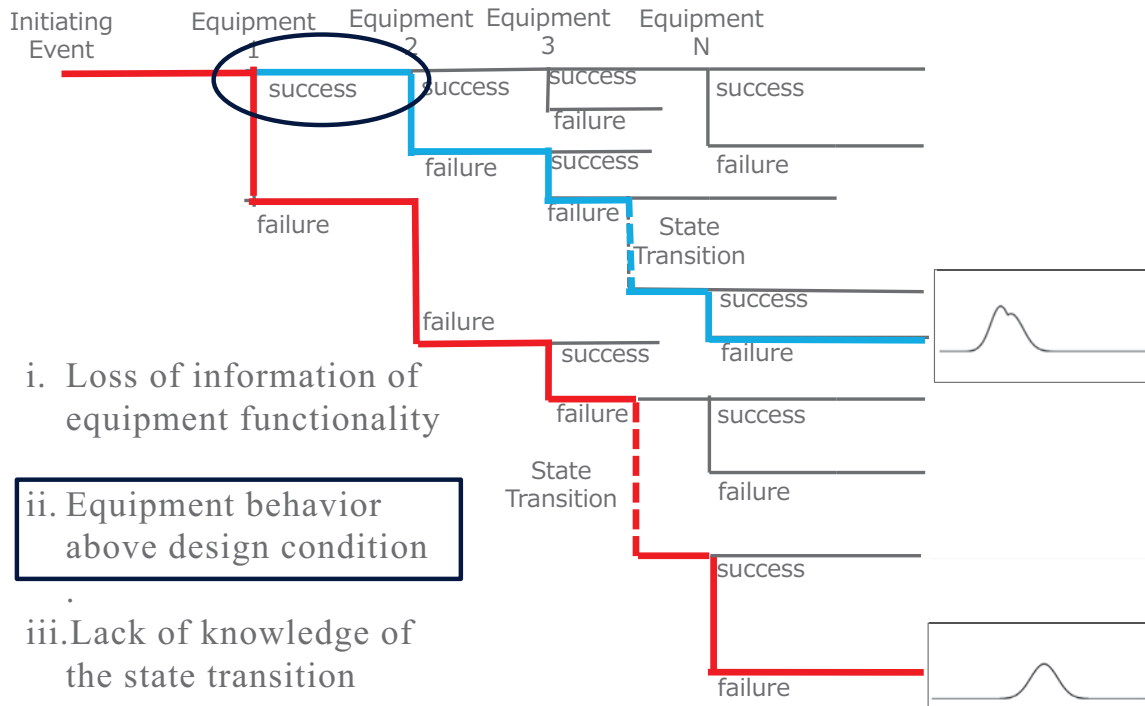 Initiating
Event
Equipment
1
Equipment
2
Equipment
3
Equipment
N
success
success
success
success
failure
failure
success
failure
failure
failure
State
Transition
success
failure
failure
success
i. Loss of information of
equipment functionality
failure
success
State
Transition
failure
ii. Equipment behavior
above design condition
.
success
iii.Lack of knowledge of
the state transition
failure